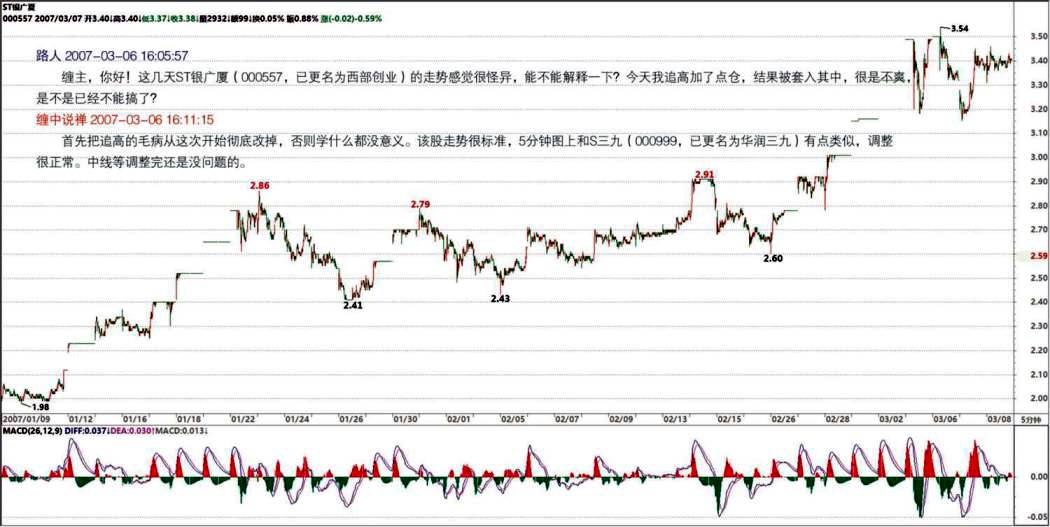 ST银广夏
000557 2007/03/07 开3.40↓高3.40↓低3.37↓收3.38↓量2932↓额99↓换0.05% 振0.88% 涨(-0.02)-0.59%
3.54
3.50
路人 2007-03-06 16:05:57
缠主，你好！这几天ST银广厦（000557，已更名为西部创业）的走势感觉很怪异，能不能解释一下？今天我追高加了点仓，结果被套入其中，很是不爽，
3.40
是不是已经不能搞了？
3.30
缠中说禅 2007-03-06 16:11:15
3.20
首先把追高的毛病从这次开始彻底改掉，否则学什么都没意义。该股走势很标准，5分钟图上和S三九（000999，已更名为华润三九）有点类似，调整
3.10
很正常。中线等调整完还是没问题的。
3.00
2.86
2.79
2.91
2.90
2.80
2.70
2.60
2.59
2.50
2.41
2.43
2.40
2.30
2.20
2.10
1.98
2.00
2007/01/09 01/12 01/16 01/18 01/22 01/24 01/26 01/30 02/01 02/05 02/07 02/09 02/13 02/15 02/26 02/28 03/02 03/06 03/08 5分钟
MACD(26,12,9) DIFF:0.037↓DEA:0.030↑MACD:0.013↓
0.00
-0.05